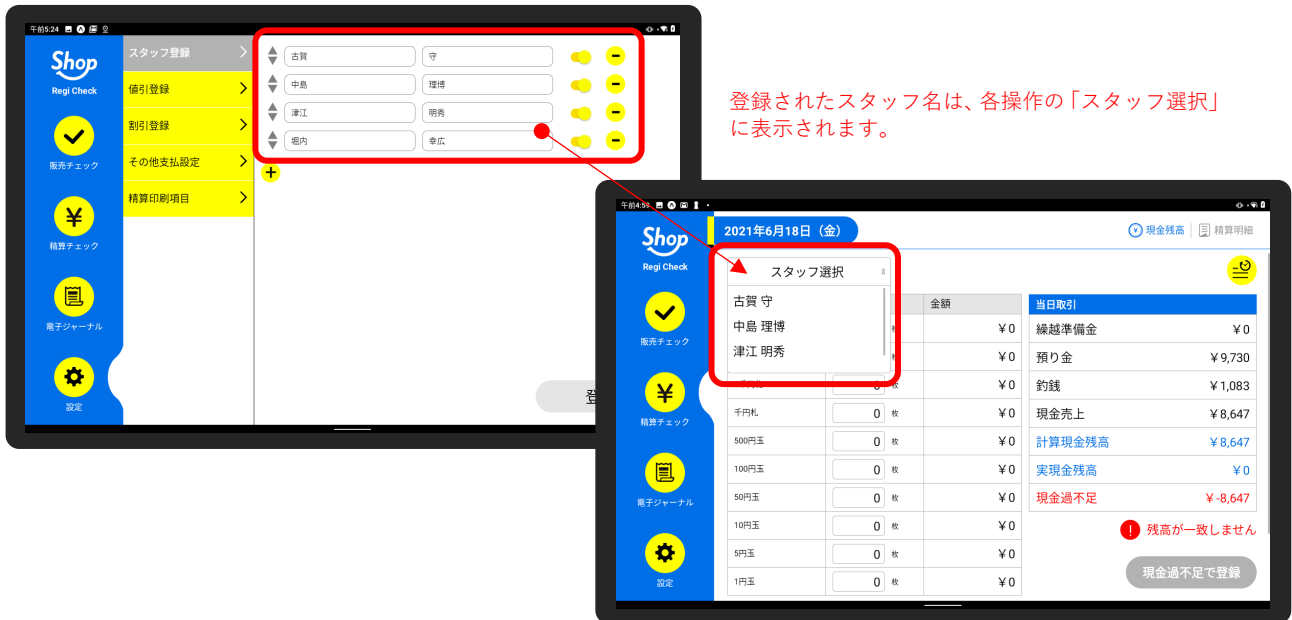 午前5:24
Shop
Regi Check
販売チェック
精算チェック
電子ジャーナル
設定
スタッフ登録
値引登録
割引登録
その他支払設定
精算印刷項目
古賀 守
中島 理博
津江 明秀
堀内 幸広
登録されたスタッフ名は、各操作の「スタッフ選択」
に表示されます。
Shop
Regi Check
販売チェック
精算チェック
電子ジャーナル
設定
2021年6月18日（金）
現金残高 精算明細
スタッフ選択
古賀 守
中島 理博
津江 明秀
金額
¥0
¥0
0 枚 ¥0
千円札 0 枚 ¥0
500円玉 0 枚 ¥0
100円玉 0 枚 ¥0
50円玉 0 枚 ¥0
10円玉 0 枚 ¥0
5円玉 0 枚 ¥0
1円玉 0 枚 ¥0
当日取引
繰越準備金 ¥0
預り金 ¥9,730
釣銭 ¥1,083
現金売上 ¥8,647
計算現金残高 ¥8,647
実現金残高 ¥0
現金過不足 ¥-8,647
残高が一致しません
現金過不足で登録